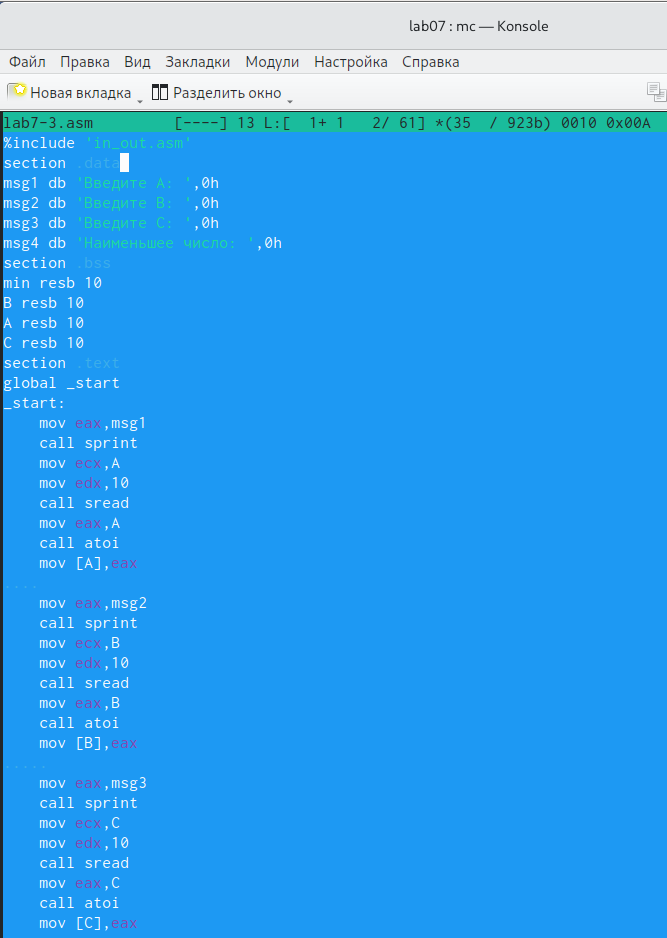 lab07 : mc — Konsole
Файл Правка Вид Закладки Модули Настройка Справка
Новая вкладка Разделить окно
lab7-3.asm [----] 13 L:[ 1+ 1 2/ 61] *(35 / 923b) 0010 0x00A
%include 'in_out.asm'
section .data
msg1 db 'Введите A: ',0h
msg2 db 'Введите B: ',0h
msg3 db 'Введите C: ',0h
msg4 db 'Наименьшее число: ',0h
section .bss
min resb 10
B resb 10
A resb 10
C resb 10
section .text
global _start
_start:
    mov eax,msg1
    call sprint
    mov ecx,A
    mov edx,10
    call sread
    mov eax,A
    call atoi
    mov [A],eax
....
    mov eax,msg2
    call sprint
    mov ecx,B
    mov edx,10
    call sread
    mov eax,B
    call atoi
    mov [B],eax
.....
    mov eax,msg3
    call sprint
    mov ecx,C
    mov edx,10
    call sread
    mov eax,C
    call atoi
    mov [C],eax